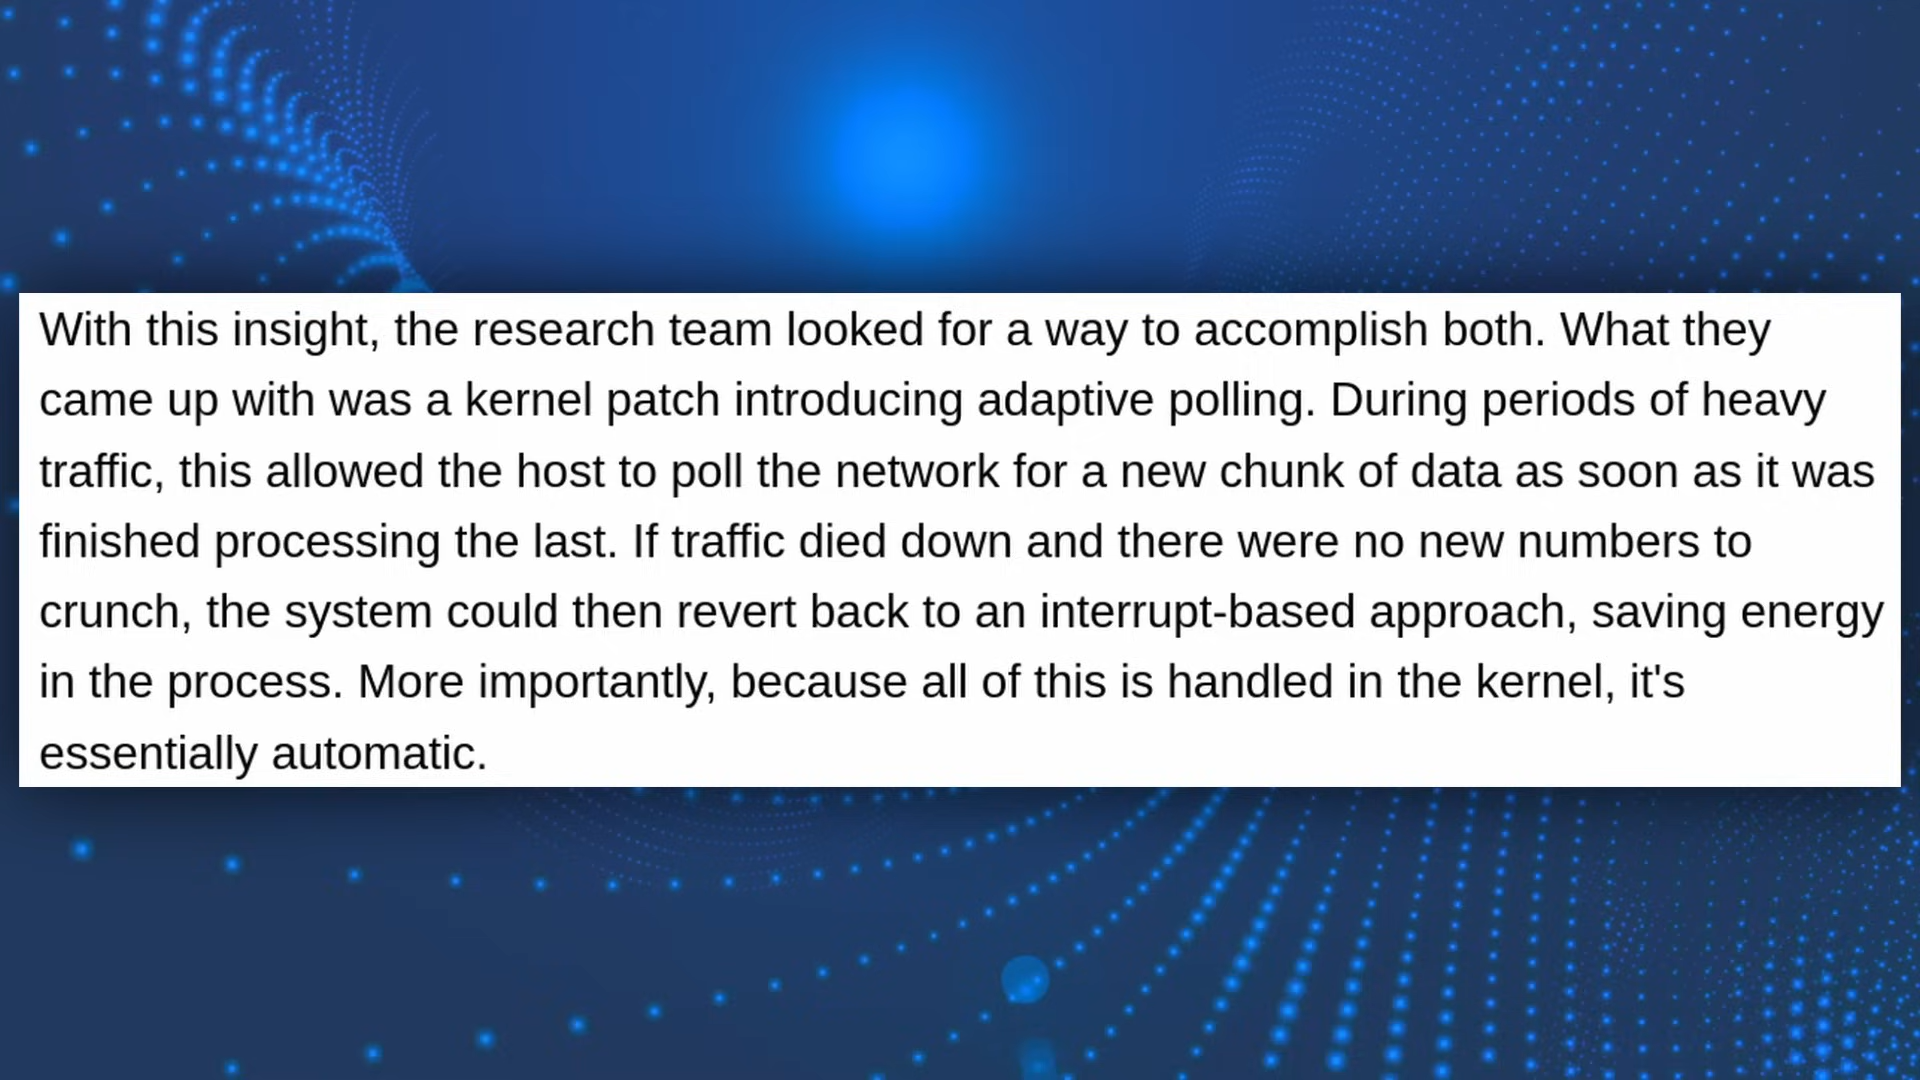 With this insight, the research team looked for a way to accomplish both. What they
came up with was a kernel patch introducing adaptive polling. During periods of heavy
traffic, this allowed the host to poll the network for a new chunk of data as soon as it was
finished processing the last. If traffic died down and there were no new numbers to
crunch, the system could then revert back to an interrupt-based approach, saving energy
in the process. More importantly, because all of this is handled in the kernel, it's
essentially automatic.